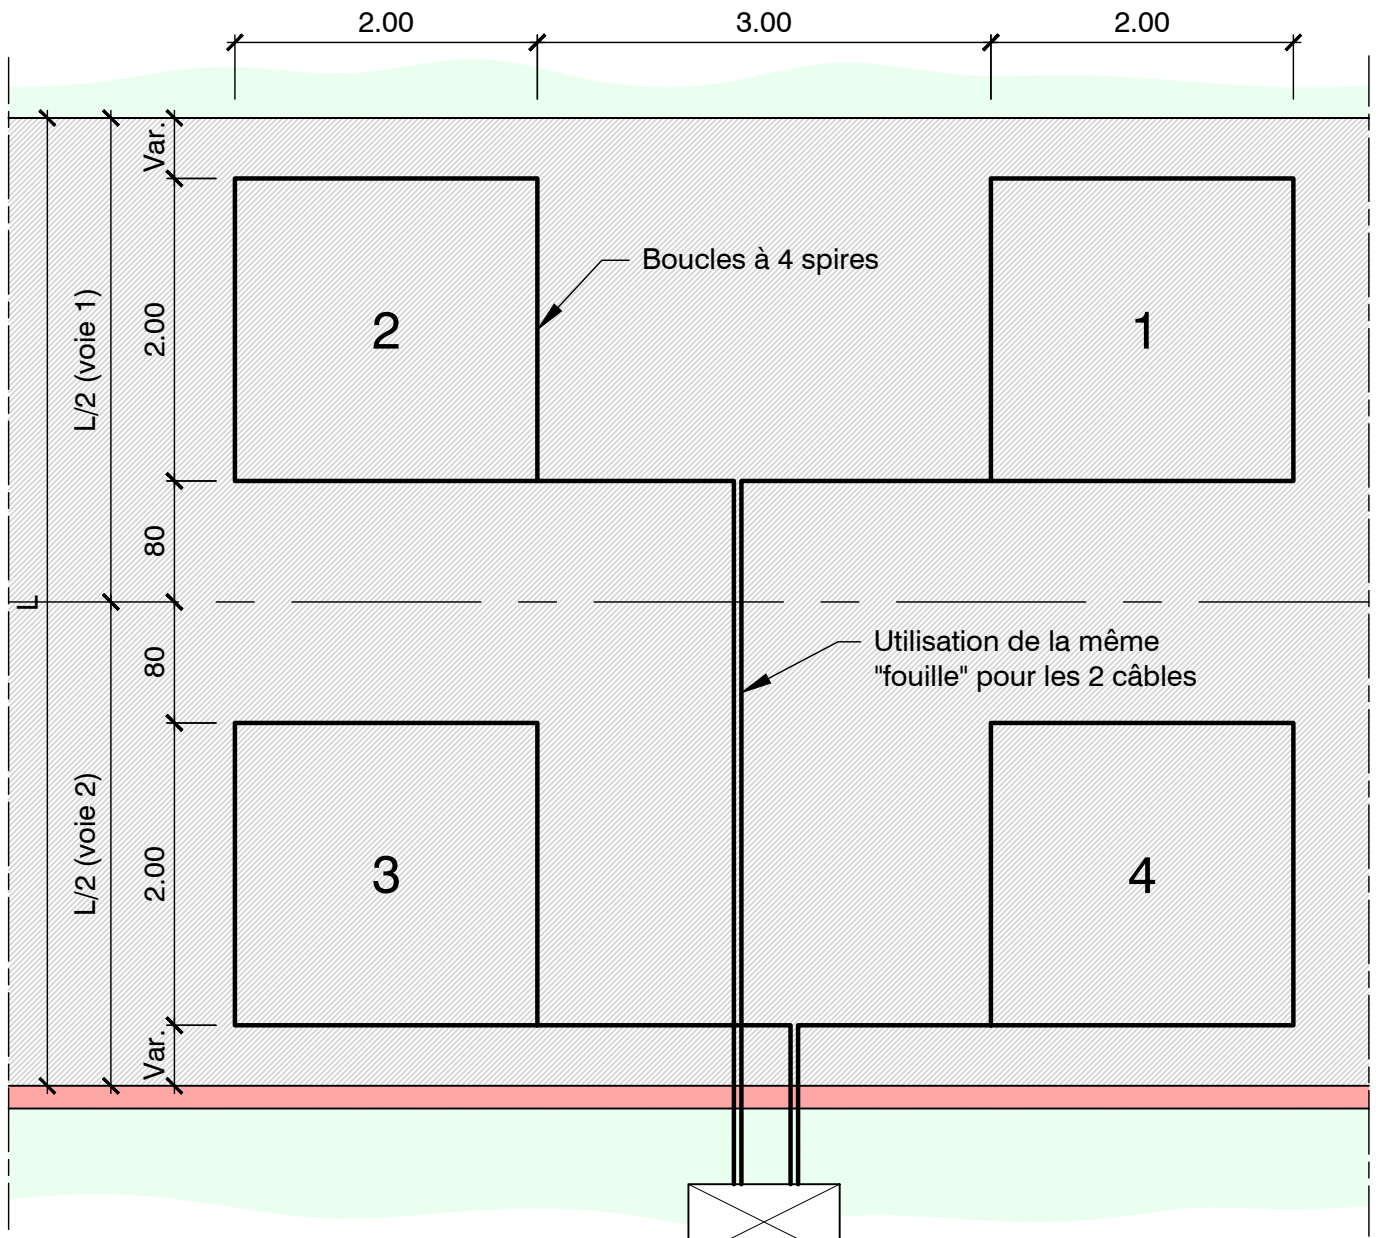 2.00 3.00 2.00
Var.
L/2 (voie 1)
2.00
2
1
Boucles à 4 spires
80
L
80
Utilisation de la même
"fouille" pour les 2 câbles
L/2 (voie 2)
2.00
3
4
Var.